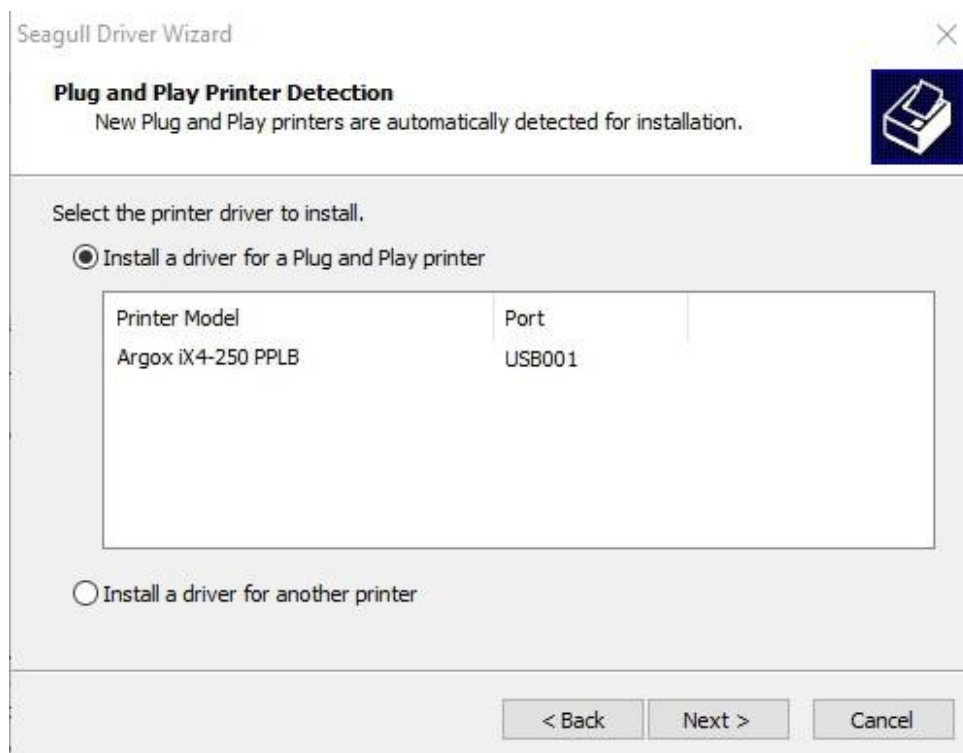 Seagull Driver Wizard
Plug and Play Printer Detection
New Plug and Play printers are automatically detected for installation.
Select the printer driver to install.
Install a driver for a Plug and Play printer
Printer Model Port
Argox iX4-250 PPLB USB001
Install a driver for another printer
< Back Next > Cancel